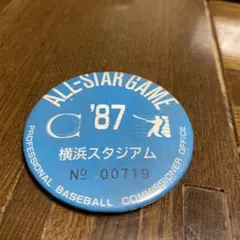 ALL-STAR GAME
'87
横浜スタジアム
No 00719
PROFESSIONAL BASEBALL COMMISSIONER OFFICE